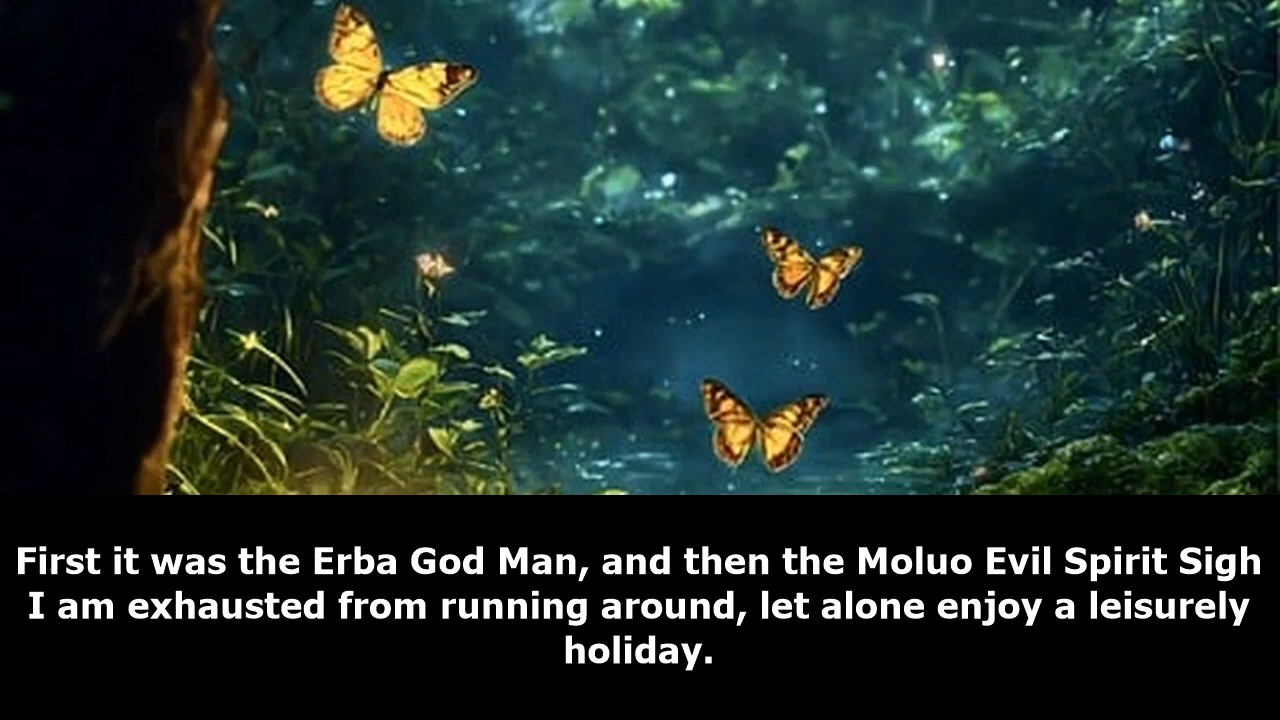 First it was the Erba God Man, and then the Moluo Evil Spirit Sigh
I am exhausted from running around, let alone enjoy a leisurely
holiday.